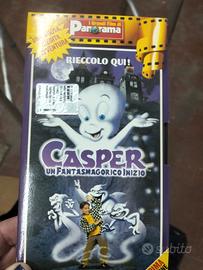 I Grandi Film di
Panorama
RIECCOLO QUI!
CASPER
UN FANTASMAGORICO INIZIO
subito